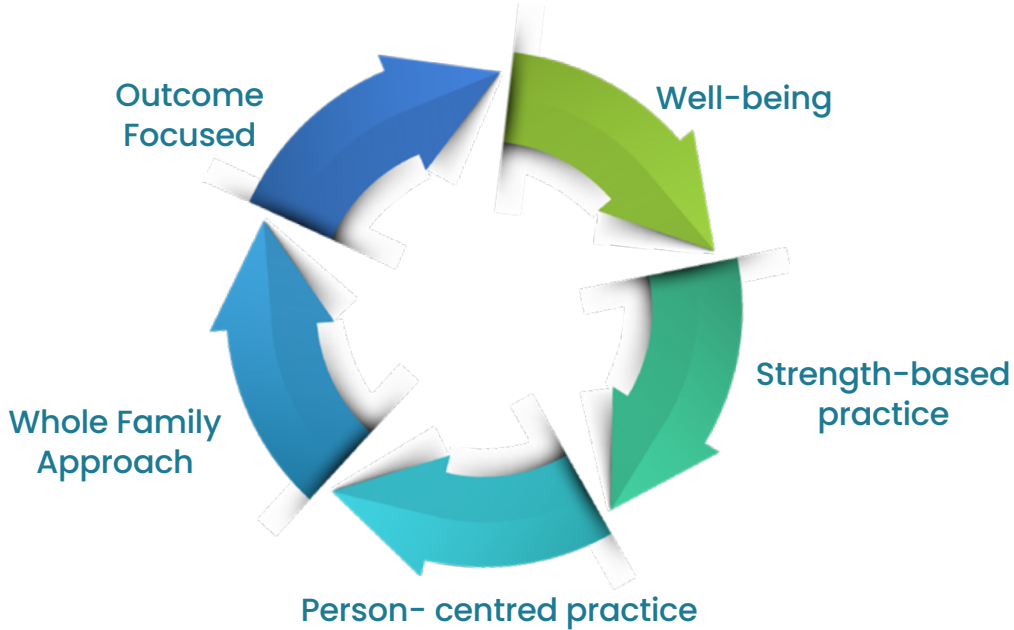 Outcome
Focused
Well-being
Strength-based
practice
Whole Family
Approach
Person- centred practice